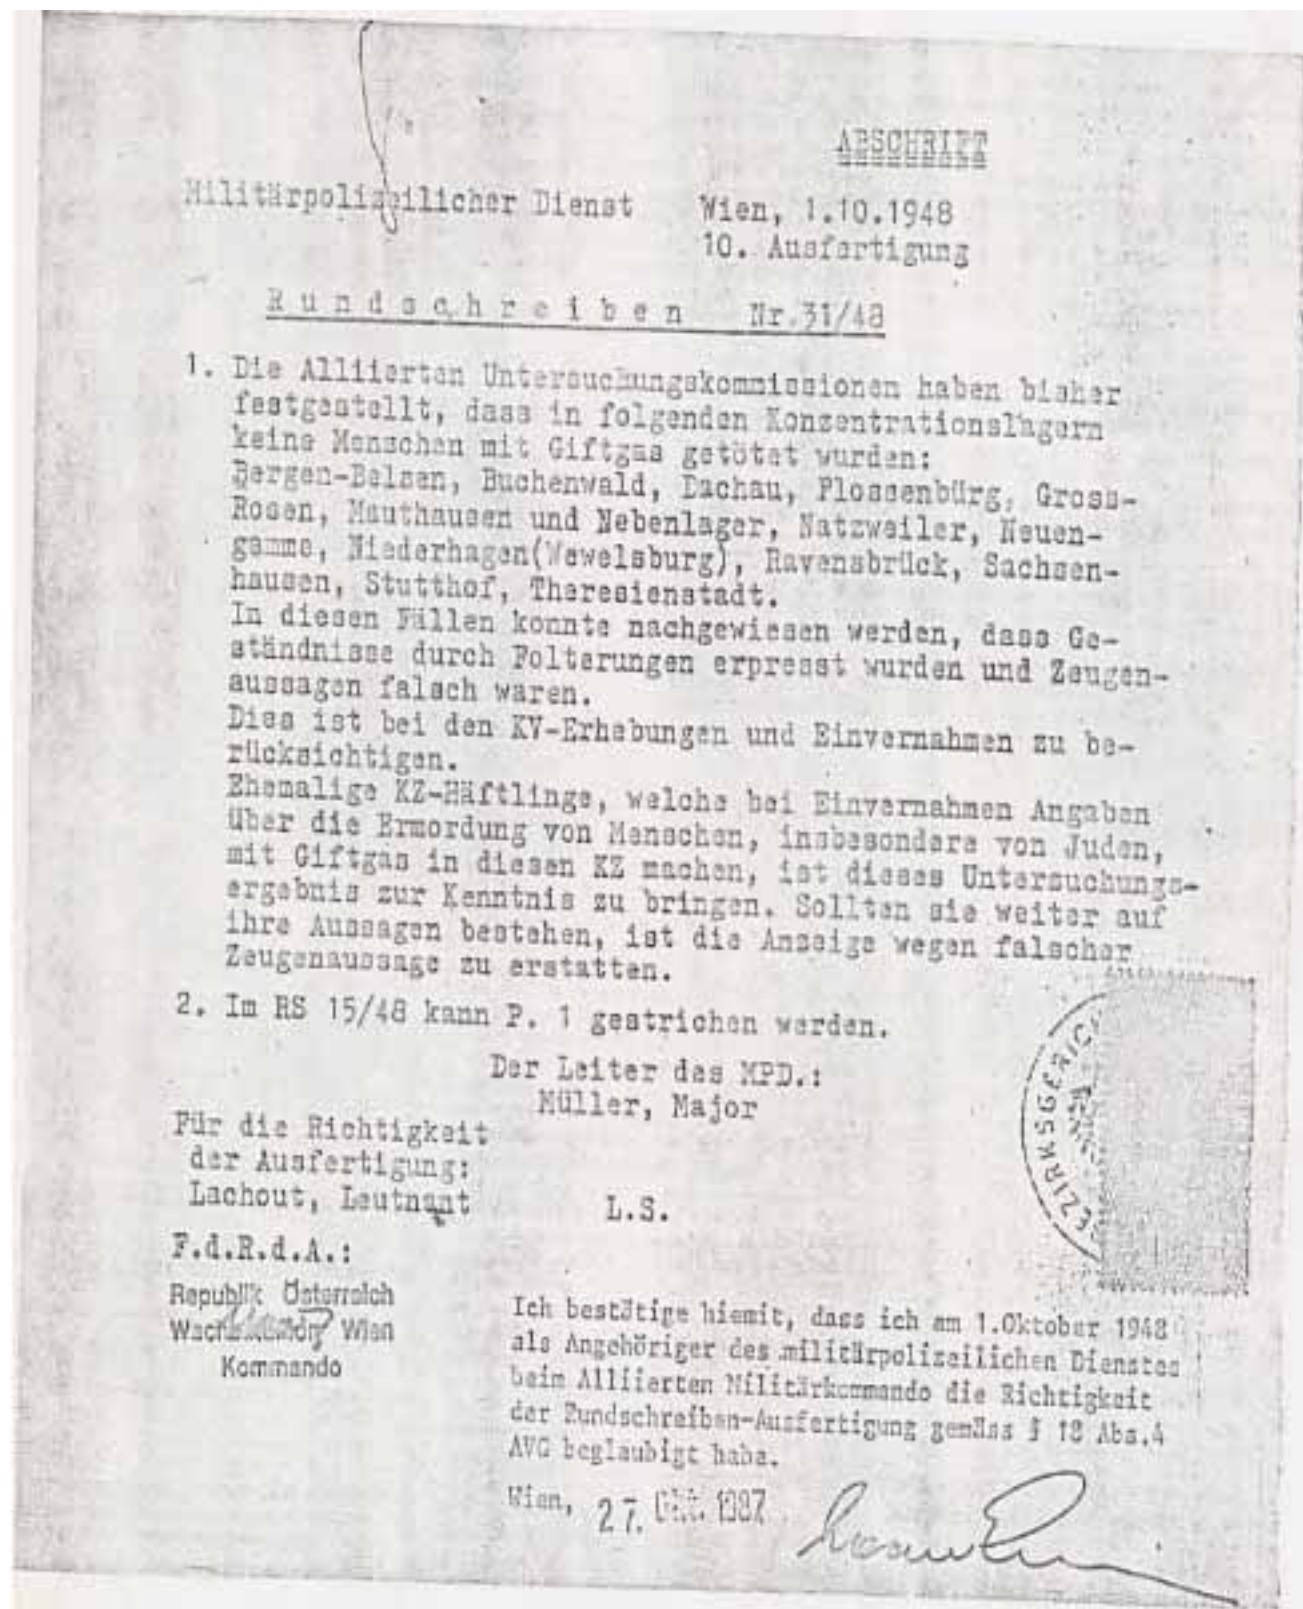 ABSCHRIFT
Militärpolizeilicher Dienst
Wien, 1.10.1948
10. Ausfertigung
Rundschreiben Nr.31/48
1. Die Alliierten Untersuchungskommissionen haben bisher
festgestellt, dass in folgenden Konzentrationslagern
keine Menschen mit Giftgas getötet wurden:
Bergen-Belsen, Buchenwald, Dachau, Flossenbürg, Gross-
Rosen, Mauthausen und Nebenlager, Natzweiler, Neuen-
gamme, Niederhagen(Wewelsburg), Ravensbrück, Sachsen-
hausen, Stutthof, Theresienstadt.
In diesen Fällen konnte nachgewiesen werden, dass Ge-
ständnisse durch Folterungen erpresst wurden und Zeugen-
aussagen falsch waren.
Dies ist bei den KV-Erhebungen und Einvernahmen zu be-
rücksichtigen.
Ehemalige KZ-Häftlinge, welche bei Einvernahmen Angaben
über die Ermordung von Menschen, insbesondere von Juden,
mit Giftgas in diesen KZ machen, ist dieses Untersuchungs-
ergebnis zur Kenntnis zu bringen. Sollten sie weiter auf
ihre Aussagen bestehen, ist die Anzeige wegen falscher
Zeugenaussage zu erstatten.
2. Im RS 15/48 kann P. 1 gestrichen werden.
Der Leiter des MPD.:
Müller, Major
Für die Richtigkeit
der Ausfertigung:
Lachout, Leutnant
L.S.
F.d.R.d.A.:
Republik Österreich
Wien
Kommando
Ich bestätige hiemit, dass ich am 1.Oktober 1948
als Angehöriger des militärpolizeilichen Dienstes
beim Alliierten Militärkommando die Richtigkeit
der Rundschreiben-Ausfertigung gemäss § 18 Abs.4
AVG beglaubigt habe.
Wien, 27. Okt. 1987